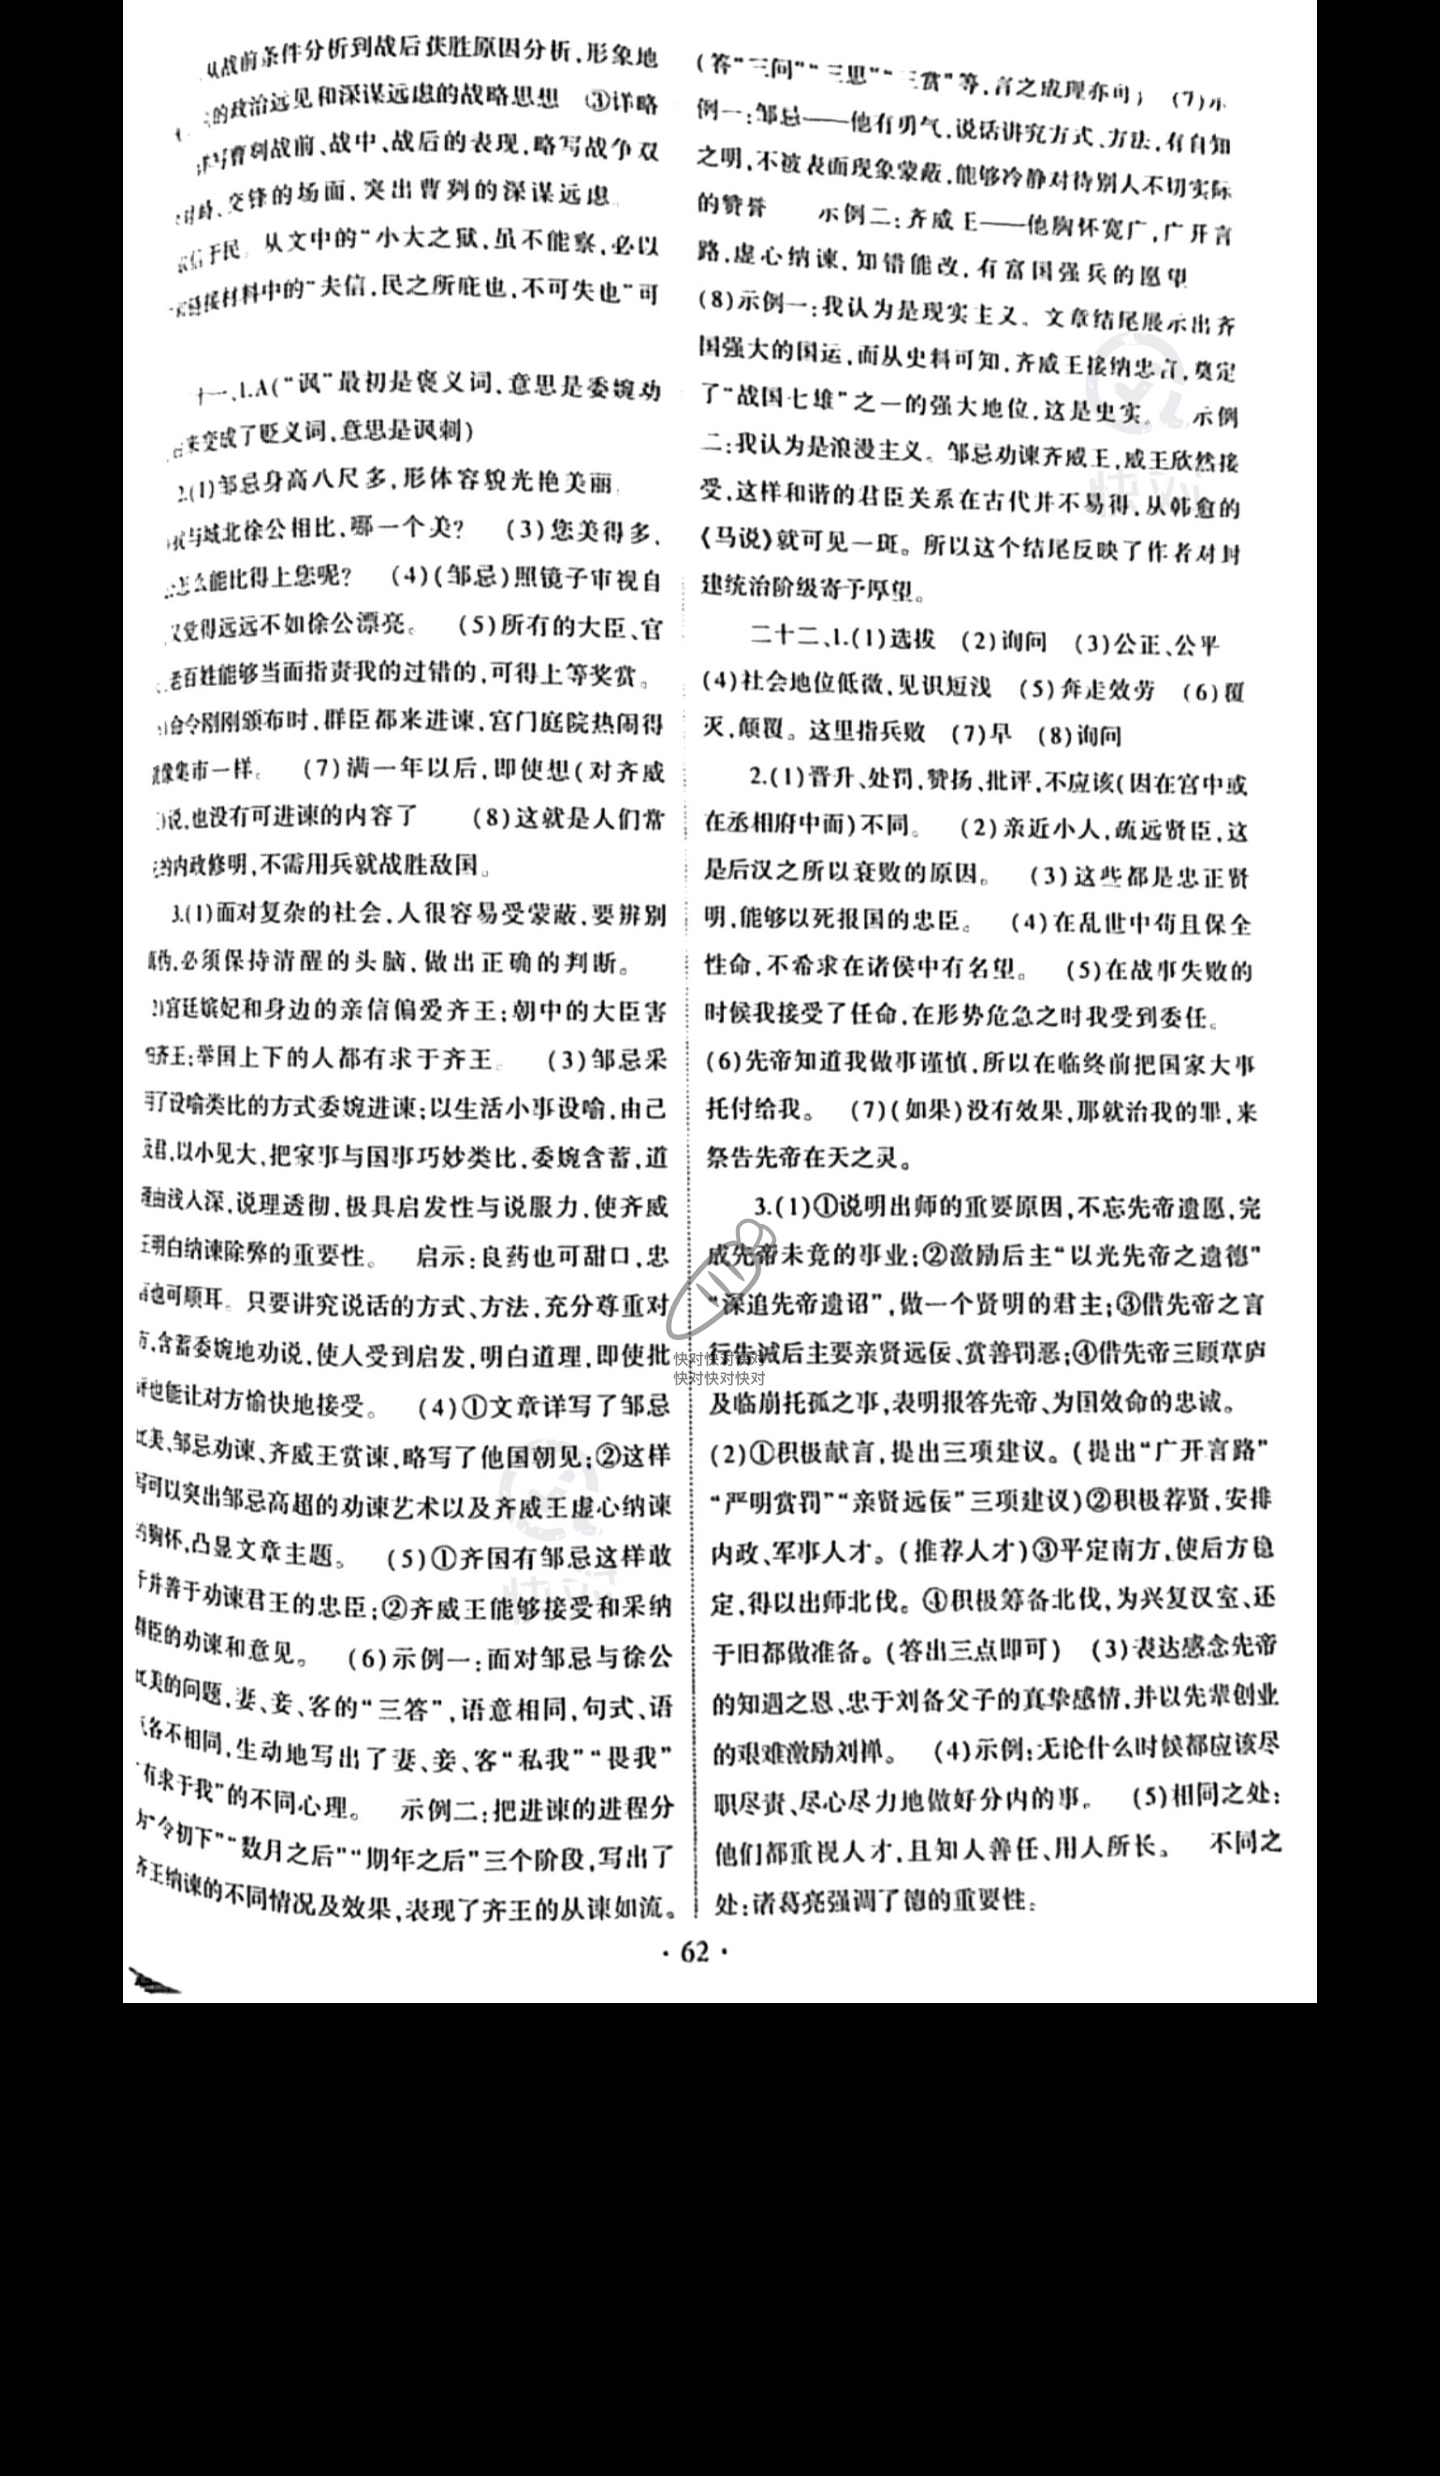 从战前条件分析到战后获胜原因分析,形象地
的政治远见和深谋远虑的战略思想 ③详略
详写曹刿战前、战中、战后的表现,略写战争双
对峙、交锋的场面,突出曹刿的深谋远虑
取信于民。从文中的“小大之狱,虽不能察,必以
链接材料中的“夫信,民之所庇也,不可失也”可
十一、1.A(“讽”最初是褒义词,意思是委婉劝
后来变成了贬义词,意思是讽刺)
2.(1)邹忌身高八尺多,形体容貌光艳美丽。
我与城北徐公相比,哪一个美? (3)您美得多,
怎么能比得上您呢? (4)(邹忌)照镜子审视自
又觉得远远不如徐公漂亮。 (5)所有的大臣、官
老百姓能够当面指责我的过错的,可得上等奖赏。
命令刚刚颁布时,群臣都来进谏,宫门庭院热闹得
就像集市一样。 (7)满一年以后,即使想(对齐威
说,也没有可进谏的内容了 (8)这就是人们常
的内政修明,不需用兵就战胜敌国。
3.(1)面对复杂的社会,人很容易受蒙蔽,要辨别
真伪,必须保持清醒的头脑,做出正确的判断。
2)宫廷嫔妃和身边的亲信偏爱齐王;朝中的大臣害
怕齐王;举国上下的人都有求于齐王。 (3)邹忌采
用了设喻类比的方式委婉进谏;以生活小事设喻,由己
及君,以小见大,把家事与国事巧妙类比,委婉含蓄,道
理由浅入深,说理透彻,极具启发性与说服力,使齐威
王明白纳谏除弊的重要性。 启示:良药也可甜口,忠
言也可顺耳。只要讲究说话的方式、方法,充分尊重对
方,含蓄委婉地劝说,使人受到启发,明白道理,即使批
评也能让对方愉快地接受。 (4)①文章详写了邹忌
比美、邹忌劝谏、齐威王赏谏,略写了他国朝见;②这样
写可以突出邹忌高超的劝谏艺术以及齐威王虚心纳谏
的胸怀,凸显文章主题。 (5)①齐国有邹忌这样敢
于并善于劝谏君王的忠臣;②齐威王能够接受和采纳
群臣的劝谏和意见。 (6)示例一:面对邹忌与徐公
比美的问题,妻、妾、客的“三答”,语意相同,句式、语
气各不相同,生动地写出了妻、妾、客“私我”“畏我”
“有求于我”的不同心理。 示例二:把进谏的进程分
为“令初下”“数月之后”“期年之后”三个阶段,写出了
齐王纳谏的不同情况及效果,表现了齐王的从谏如流。
(答“三问”“三思”“三赏”等,言之成理亦可) (7)示
例一:邹忌——他有勇气,说话讲究方式、方法,有自知
之明,不被表面现象蒙蔽,能够冷静对待别人不切实际
的赞誉 示例二:齐威王——他胸怀宽广,广开言
路,虚心纳谏,知错能改,有富国强兵的愿望
(8)示例一:我认为是现实主义。文章结尾展示出齐
国强大的国运,而从史料可知,齐威王接纳忠言,奠定
了“战国七雄”之一的强大地位,这是史实。 示例
二:我认为是浪漫主义。邹忌劝谏齐威王,威王欣然接
受,这样和谐的君臣关系在古代并不易得,从韩愈的
《马说》就可见一斑。所以这个结尾反映了作者对封
建统治阶级寄予厚望。
二十二、1.(1)选拔 (2)询问 (3)公正、公平
(4)社会地位低微,见识短浅 (5)奔走效劳 (6)覆
灭,颠覆。这里指兵败 (7)早 (8)询问
2.(1)晋升、处罚,赞扬、批评,不应该(因在宫中或
在丞相府中而)不同。 (2)亲近小人,疏远贤臣,这
是后汉之所以衰败的原因。 (3)这些都是忠正贤
明,能够以死报国的忠臣。 (4)在乱世中苟且保全
性命,不希求在诸侯中有名望。 (5)在战事失败的
时候我接受了任命,在形势危急之时我受到委任。
(6)先帝知道我做事谨慎,所以在临终前把国家大事
托付给我。 (7)(如果)没有效果,那就治我的罪,来
祭告先帝在天之灵。
3.(1)①说明出师的重要原因,不忘先帝遗愿,完
成先帝未竟的事业;②激励后主“以光先帝之遗德”
“深追先帝遗诏”,做一个贤明的君主;③借先帝之言
行告诫后主要亲贤远佞、赏善罚恶;④借先帝三顾草庐
及临崩托孤之事,表明报答先帝、为国效命的忠诚。
(2)①积极献言,提出三项建议。(提出“广开言路”
“严明赏罚”“亲贤远佞”三项建议)②积极荐贤,安排
内政、军事人才。(推荐人才)③平定南方,使后方稳
定,得以出师北伐。④积极筹备北伐,为兴复汉室、还
于旧都做准备。(答出三点即可) (3)表达感念先帝
的知遇之恩、忠于刘备父子的真挚感情,并以先辈创业
的艰难激励刘禅。 (4)示例:无论什么时候都应该尽
职尽责、尽心尽力地做好分内的事。 (5)相同之处:
他们都重视人才,且知人善任、用人所长。 不同之
处:诸葛亮强调了德的重要性;
快对快对快对
快对快对快对
· 62 ·